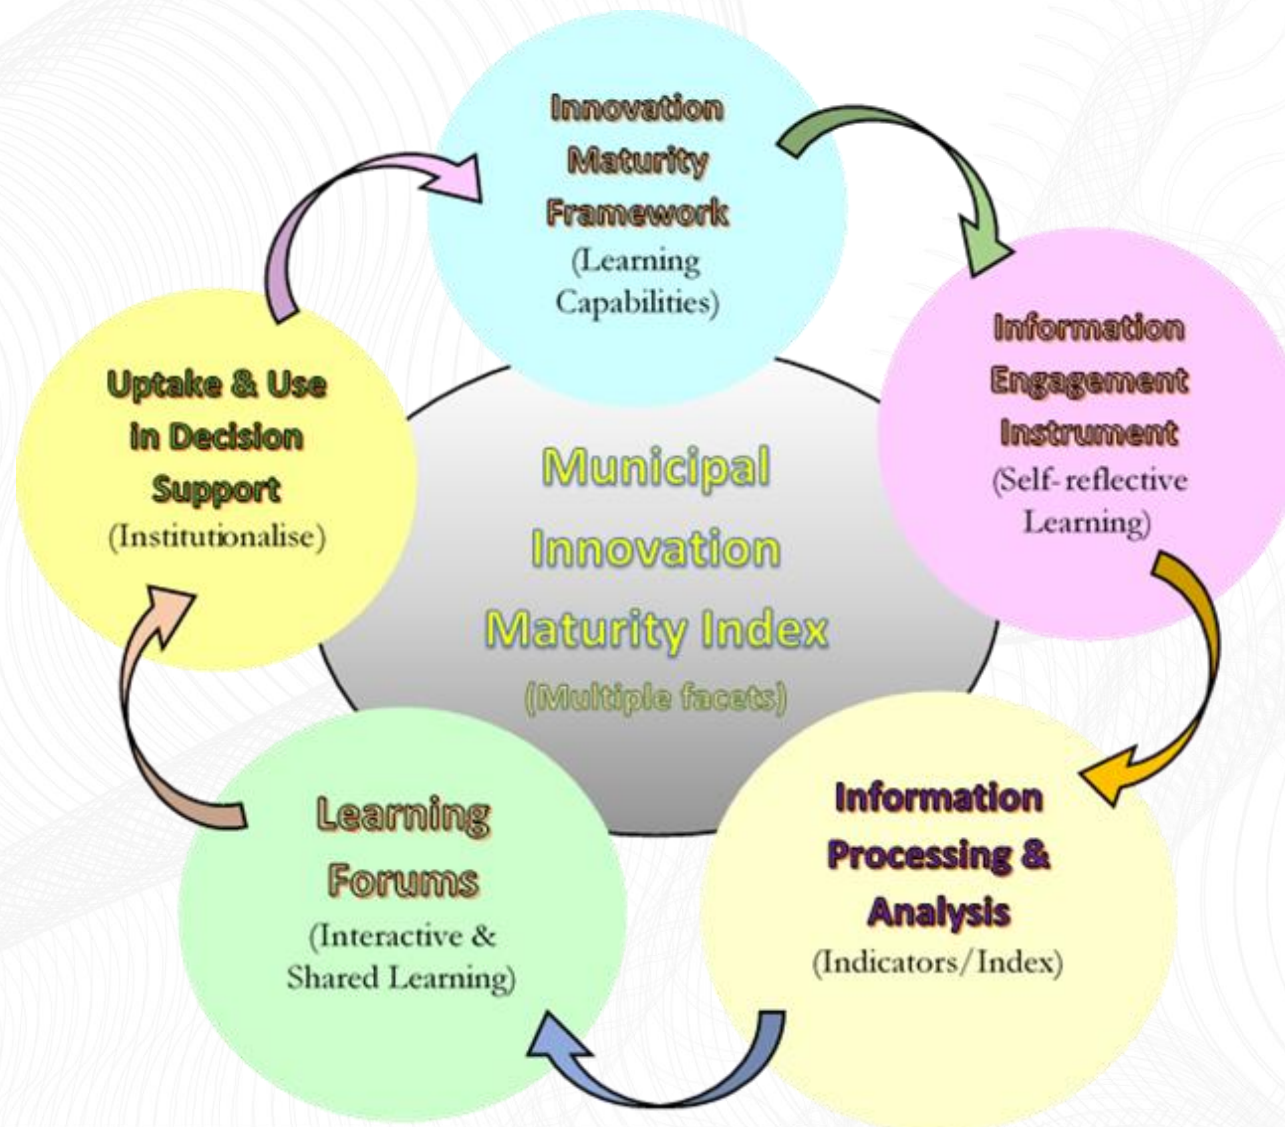 Innovation
Maturity
Framework
(Learning
Capabilities)
Information
Engagement
Instrument
(Self-reflective
Learning)
Information
Processing &
Analysis
(Indicators/Index)
Learning
Forums
(Interactive &
Shared Learning)
Uptake & Use
in Decision
Support
(Institutionalise)
Municipal
Innovation
Maturity Index
(Multiple facets)